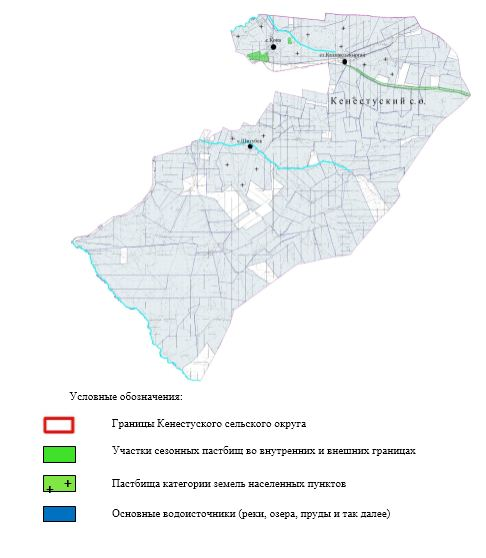 Кенестуский с.о.
Условные обозначения:
Границы Кенестуского сельского округа
Участки сезонных пастбищ во внутренних и внешних границах
Пастбища категории земель населенных пунктов
Основные водоисточники (реки, озера, пруды и так далее)